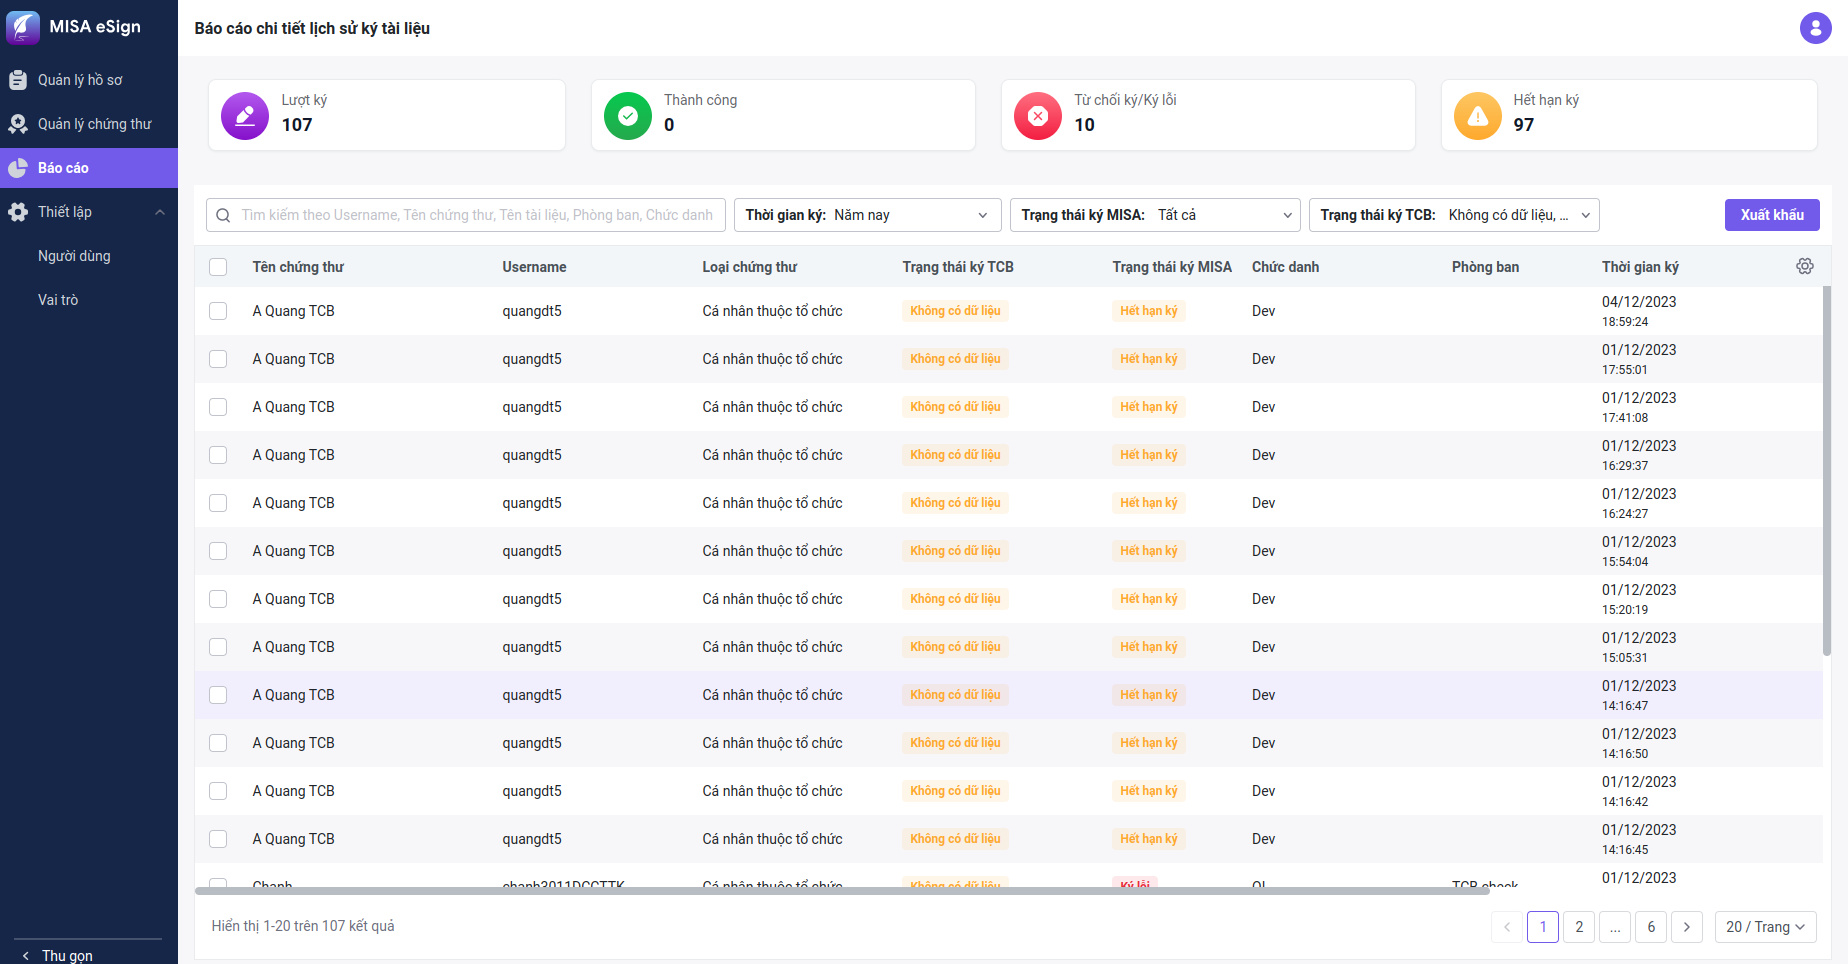 MISA eSign
Quản lý hồ sơ
Quản lý chứng thư
Báo cáo
Thiết lập
Người dùng
Vai trò
Thu gọn
Báo cáo chi tiết lịch sử ký tài liệu
Lượt ký
107
Thành công
0
Từ chối ký/Ký lỗi
10
Hết hạn ký
97
Tìm kiếm theo Username, Tên chứng thư, Tên tài liệu, Phòng ban, Chức danh
Thời gian ký: Năm nay
Trạng thái ký MISA: Tất cả
Trạng thái ký TCB: Không có dữ liệu, ...
Xuất khẩu
Tên chứng thư Username Loại chứng thư Trạng thái ký TCB Trạng thái ký MISA Chức danh Phòng ban Thời gian ký
A Quang TCB quangdt5 Cá nhân thuộc tổ chức Không có dữ liệu Hết hạn ký Dev 04/12/2023
18:59:24
A Quang TCB quangdt5 Cá nhân thuộc tổ chức Không có dữ liệu Hết hạn ký Dev 01/12/2023
17:55:01
A Quang TCB quangdt5 Cá nhân thuộc tổ chức Không có dữ liệu Hết hạn ký Dev 01/12/2023
17:41:08
A Quang TCB quangdt5 Cá nhân thuộc tổ chức Không có dữ liệu Hết hạn ký Dev 01/12/2023
16:29:37
A Quang TCB quangdt5 Cá nhân thuộc tổ chức Không có dữ liệu Hết hạn ký Dev 01/12/2023
16:24:27
A Quang TCB quangdt5 Cá nhân thuộc tổ chức Không có dữ liệu Hết hạn ký Dev 01/12/2023
15:54:04
A Quang TCB quangdt5 Cá nhân thuộc tổ chức Không có dữ liệu Hết hạn ký Dev 01/12/2023
15:20:19
A Quang TCB quangdt5 Cá nhân thuộc tổ chức Không có dữ liệu Hết hạn ký Dev 01/12/2023
15:05:31
A Quang TCB quangdt5 Cá nhân thuộc tổ chức Không có dữ liệu Hết hạn ký Dev 01/12/2023
14:16:47
A Quang TCB quangdt5 Cá nhân thuộc tổ chức Không có dữ liệu Hết hạn ký Dev 01/12/2023
14:16:50
A Quang TCB quangdt5 Cá nhân thuộc tổ chức Không có dữ liệu Hết hạn ký Dev 01/12/2023
14:16:42
A Quang TCB quangdt5 Cá nhân thuộc tổ chức Không có dữ liệu Hết hạn ký Dev 01/12/2023
14:16:45
Cá nhân thuộc tổ chức Không có dữ liệu Ký lỗi TCB check 01/12/2023
Hiển thị 1-20 trên 107 kết quả
1 2 ... 6 20 / Trang